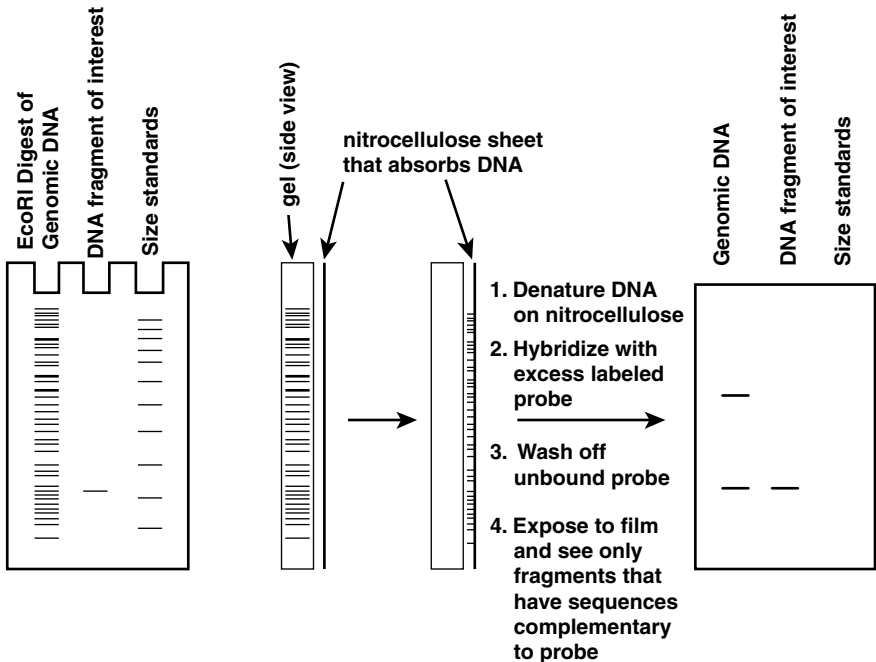 EcoRI Digest of
Genomic DNA
DNA fragment of interest
Size standards
gel (side view)
nitrocellulose sheet
that absorbs DNA
1. Denature DNA
on nitrocellulose
2. Hybridize with
excess labeled
probe
3. Wash off
unbound probe
4. Expose to film
and see only
fragments that
have sequences
complementary
to probe
Genomic DNA
DNA fragment of interest
Size standards